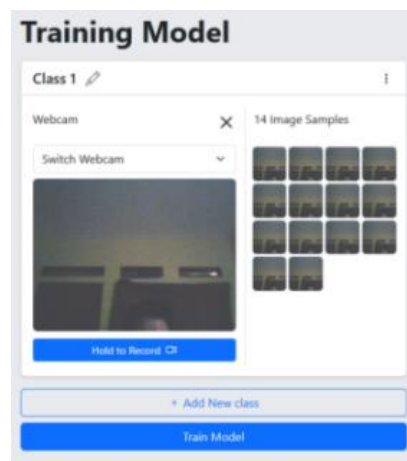 Training Model
Class 1
Webcam
14 Image Samples
Switch Webcam
Hold to Record
+ Add New class
Train Model